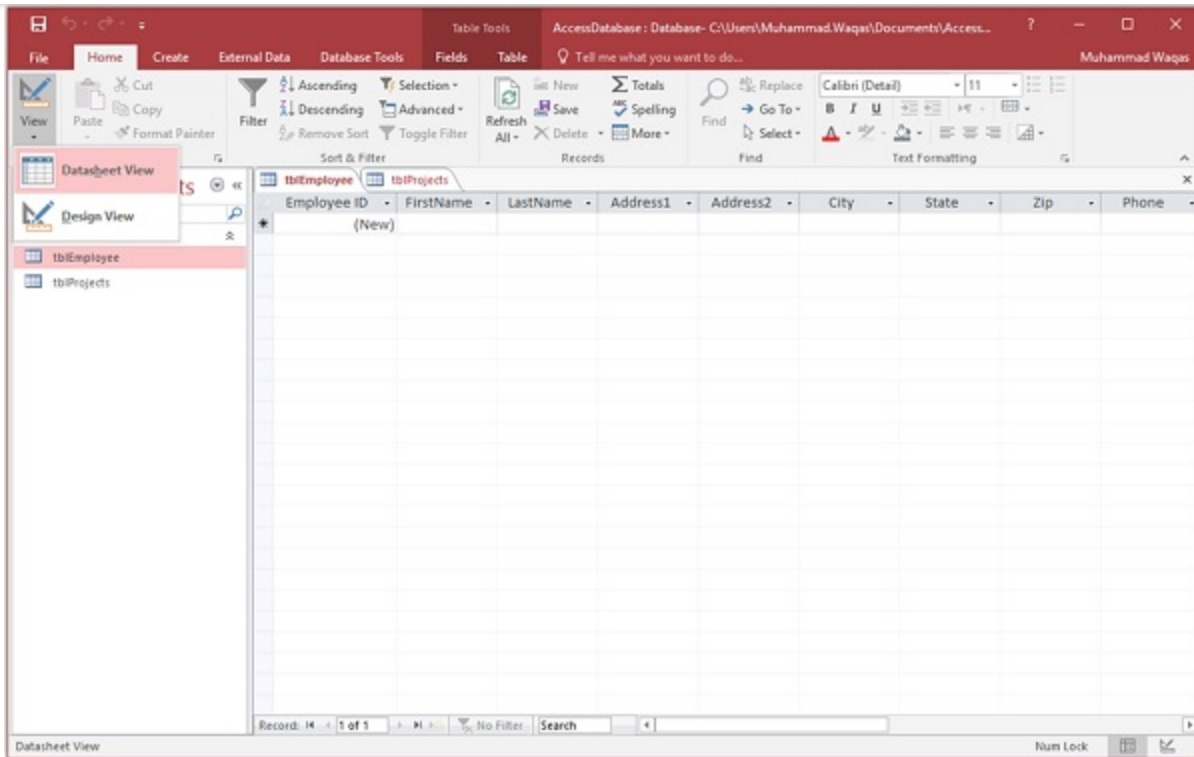 Table Tools AccessDatabase : Database- C:\Users\Muhammad.Waqas\Documents\Access... ?
File Home Create External Data Database Tools Fields Table Tell me what you want to do... Muhammad Waqas
View Paste Cut Copy Format Painter
Filter Ascending Descending Remove Sort Selection Advanced Toggle Filter
Sort & Filter
Refresh All New Save Delete Totals Spelling More
Records
Find Replace Go To Select
Find
Calibri (Detail) 11
B I U A
Text Formatting
Datasheet View
Design View
ts
tblEmployee
tblProjects
tblEmployee tblProjects
Employee ID FirstName LastName Address1 Address2 City State Zip Phone
(New)
Record: 1 of 1 No Filter Search
Datasheet View Num Lock